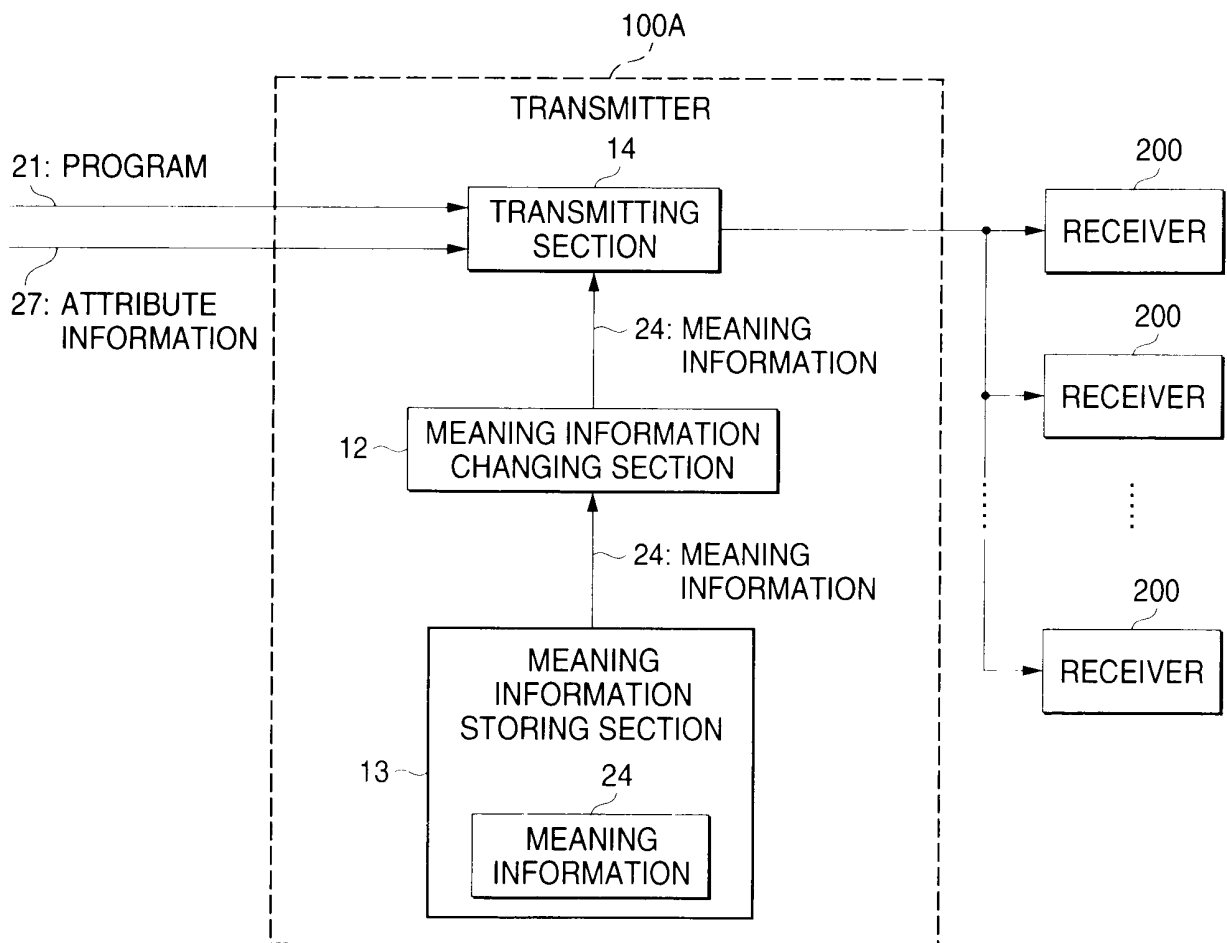 100A
TRANSMITTER
21: PROGRAM
14
200
TRANSMITTING
SECTION
RECEIVER
27: ATTRIBUTE
INFORMATION
24: MEANING
INFORMATION
200
RECEIVER
12
MEANING INFORMATION
CHANGING SECTION
24: MEANING
INFORMATION
200
RECEIVER
MEANING
INFORMATION
STORING SECTION
13
24
MEANING
INFORMATION